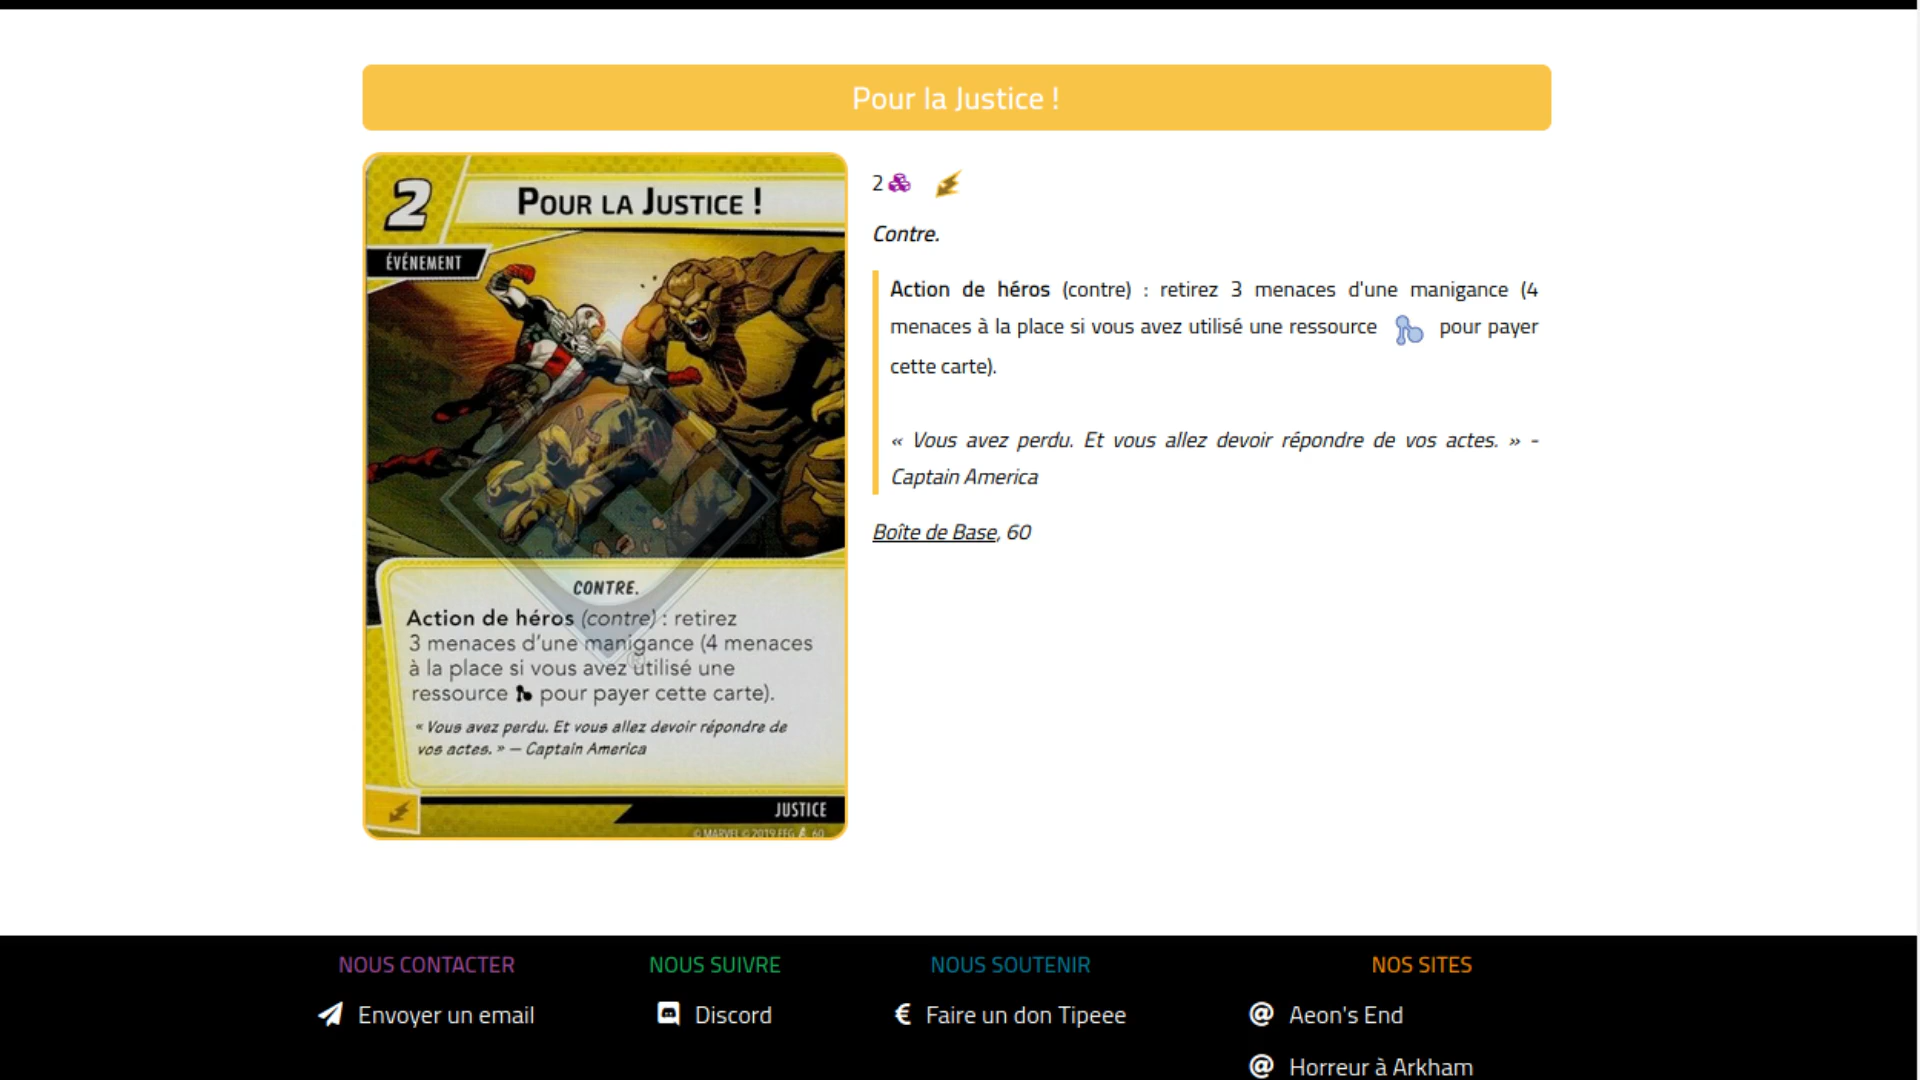 Pour la Justice !
2
POUR LA JUSTICE !
ÉVÉNEMENT
CONTRE.
Action de héros (contre) : retirez
3 menaces d'une manigance (4 menaces
à la place si vous avez utilisé une
ressource pour payer cette carte).
« Vous avez perdu. Et vous allez devoir répondre de
vos actes. » – Captain America
JUSTICE
© MARVEL © 2019 FFG 60
2
Contre.
Action de héros (contre) : retirez 3 menaces d'une manigance (4
menaces à la place si vous avez utilisé une ressource pour payer
cette carte).
« Vous avez perdu. Et vous allez devoir répondre de vos actes. » -
Captain America
Boîte de Base, 60
NOUS CONTACTER
Envoyer un email
NOUS SUIVRE
Discord
NOUS SOUTENIR
€ Faire un don Tipeee
NOS SITES
@ Aeon's End
@ Horreur à Arkham